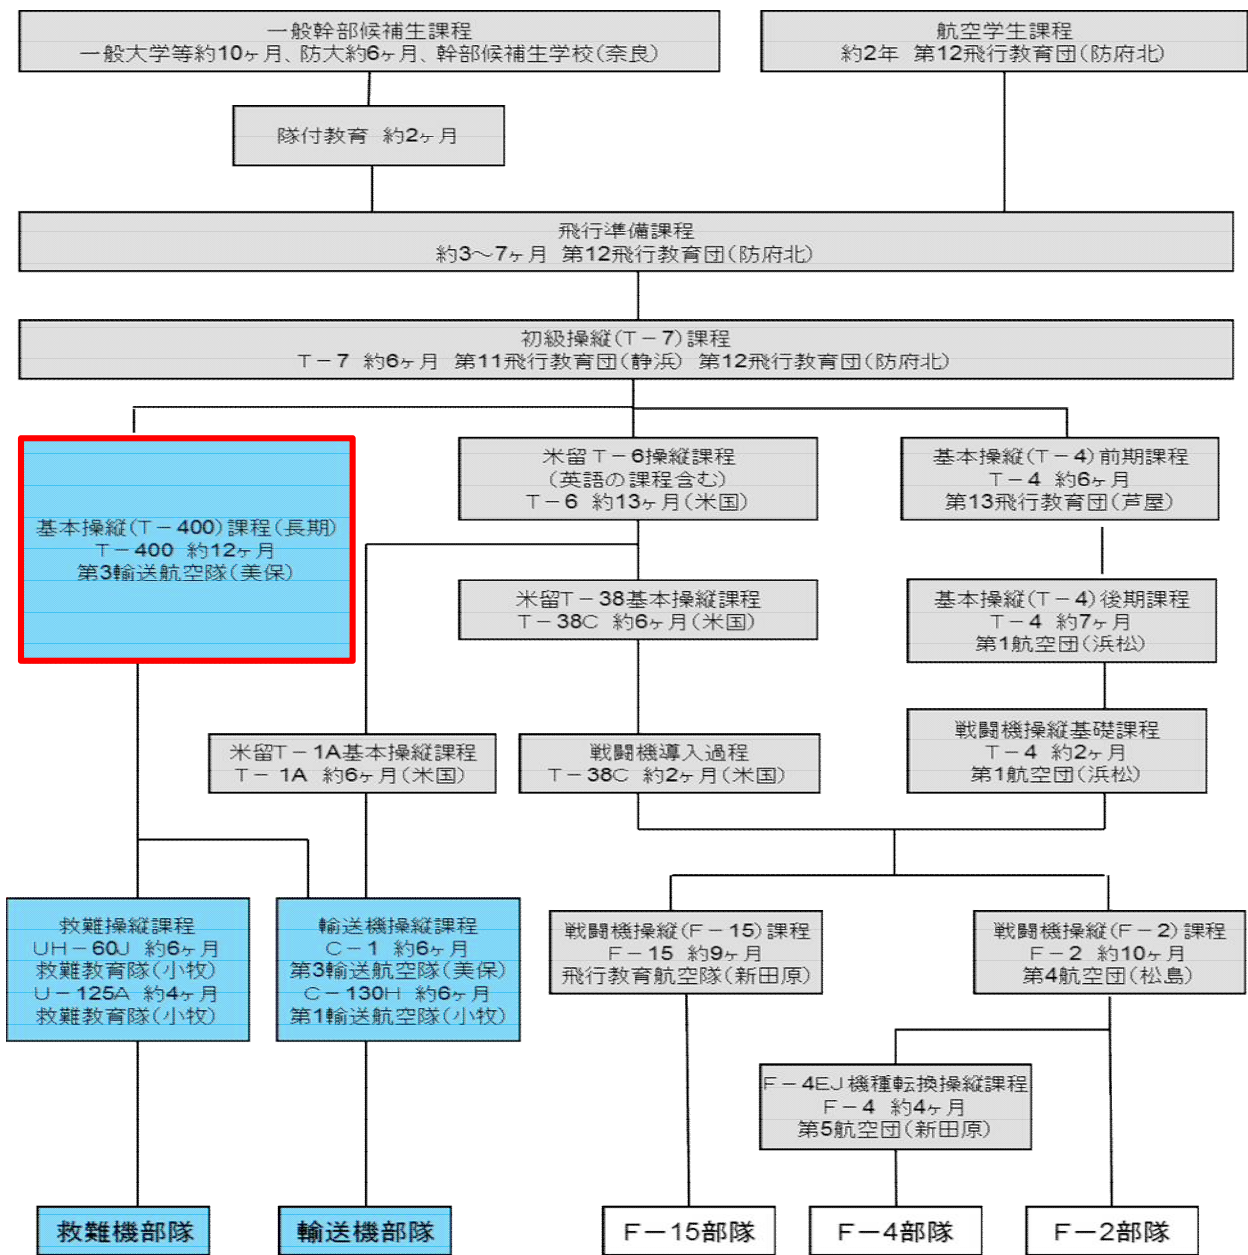 一般幹部候補生課程
一般大学等約10ヶ月、防大約6ヶ月、幹部候補生学校(奈良)
航空学生課程
約2年 第12飛行教育団(防府北)
隊付教育 約2ヶ月
飛行準備課程
約3～7ヶ月 第12飛行教育団(防府北)
初級操縦(T－7)課程
T－7 約6ヶ月 第11飛行教育団(静浜) 第12飛行教育団(防府北)
基本操縦(T－400)課程(長期)
T－400 約12ヶ月
第3輸送航空隊(美保)
米留T－6操縦課程
(英語の課程含む)
T－6 約13ヶ月(米国)
基本操縦(T－4)前期課程
T－4 約6ヶ月
第13飛行教育団(芦屋)
米留T－38基本操縦課程
T－38C 約6ヶ月(米国)
基本操縦(T－4)後期課程
T－4 約7ヶ月
第1航空団(浜松)
米留T－1A基本操縦課程
T－1A 約6ヶ月(米国)
戦闘機導入過程
T－38C 約2ヶ月(米国)
戦闘機操縦基礎課程
T－4 約2ヶ月
第1航空団(浜松)
救難操縦課程
UH－60J 約6ヶ月
救難教育隊(小牧)
U－125A 約4ヶ月
救難教育隊(小牧)
輸送機操縦課程
C－1 約6ヶ月
第3輸送航空隊(美保)
C－130H 約6ヶ月
第1輸送航空隊(小牧)
戦闘機操縦(F－15)課程
F－15 約9ヶ月
飛行教育航空隊(新田原)
戦闘機操縦(F－2)課程
F－2 約10ヶ月
第4航空団(松島)
F－4EJ機種転換操縦課程
F－4 約4ヶ月
第5航空団(新田原)
救難機部隊
輸送機部隊
F－15部隊
F－4部隊
F－2部隊